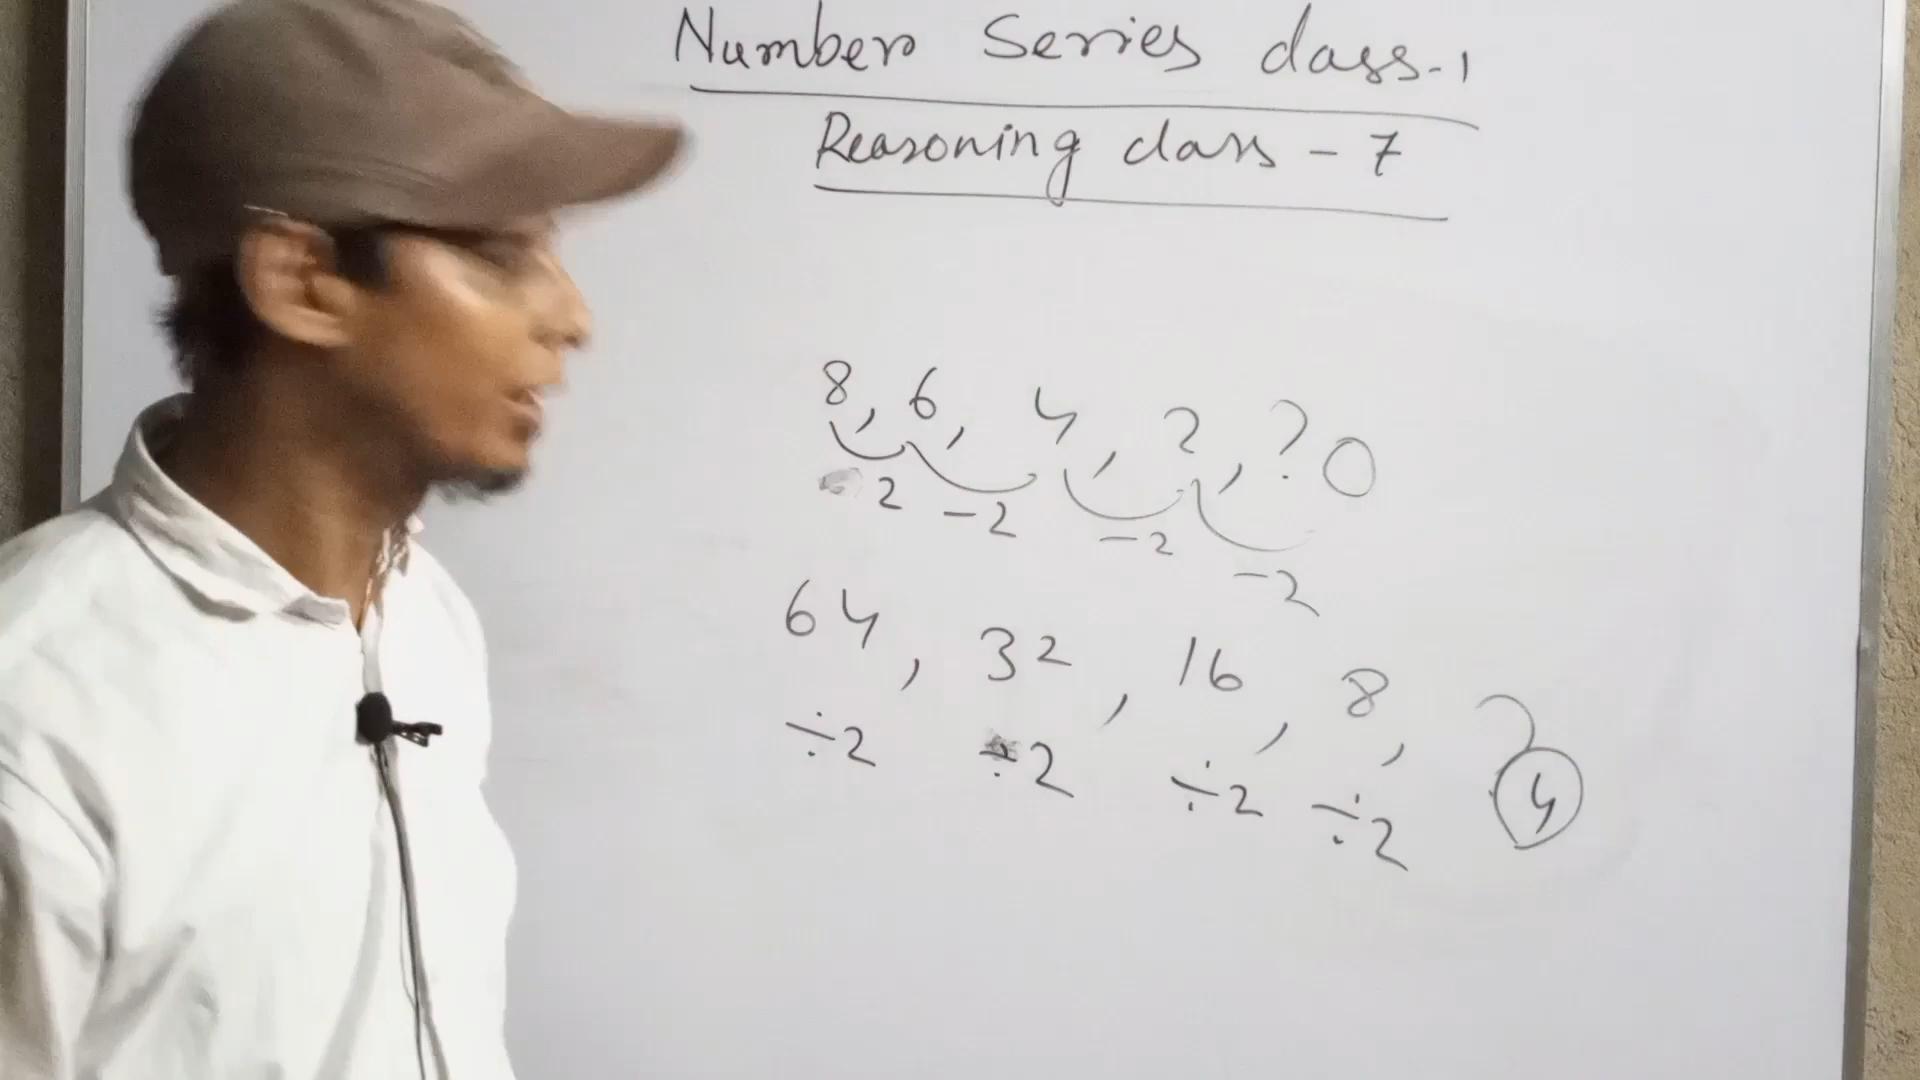 Number Series class-1
Reasoning class - 7
8, 6, 4, 2, ? 0
2 -2 -2 -2
64, 32, 16, 8, ?
÷2 ÷2 ÷2 ÷2 4